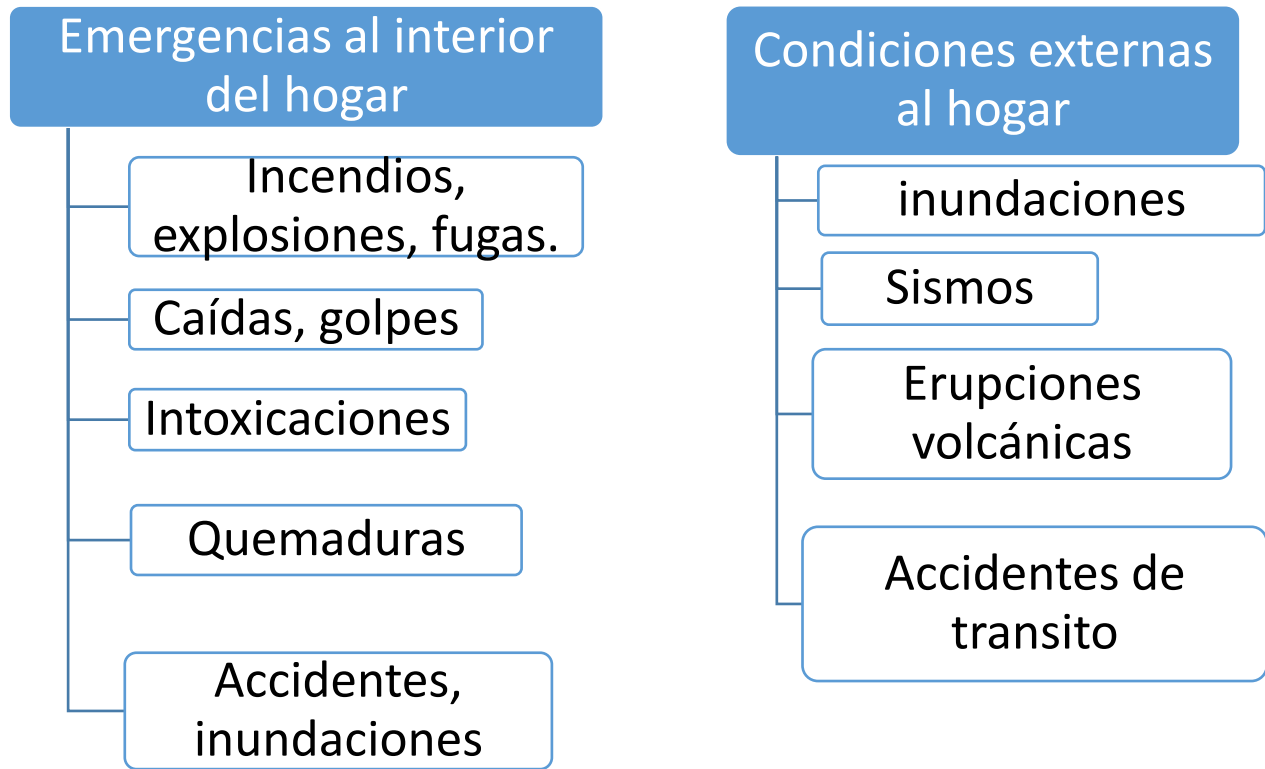 Emergencias al interior
del hogar
Incendios,
explosiones, fugas.
Caídas, golpes
Intoxicaciones
Quemaduras
Accidentes,
inundaciones
Condiciones externas
al hogar
inundaciones
Sismos
Erupciones
volcánicas
Accidentes de
transito